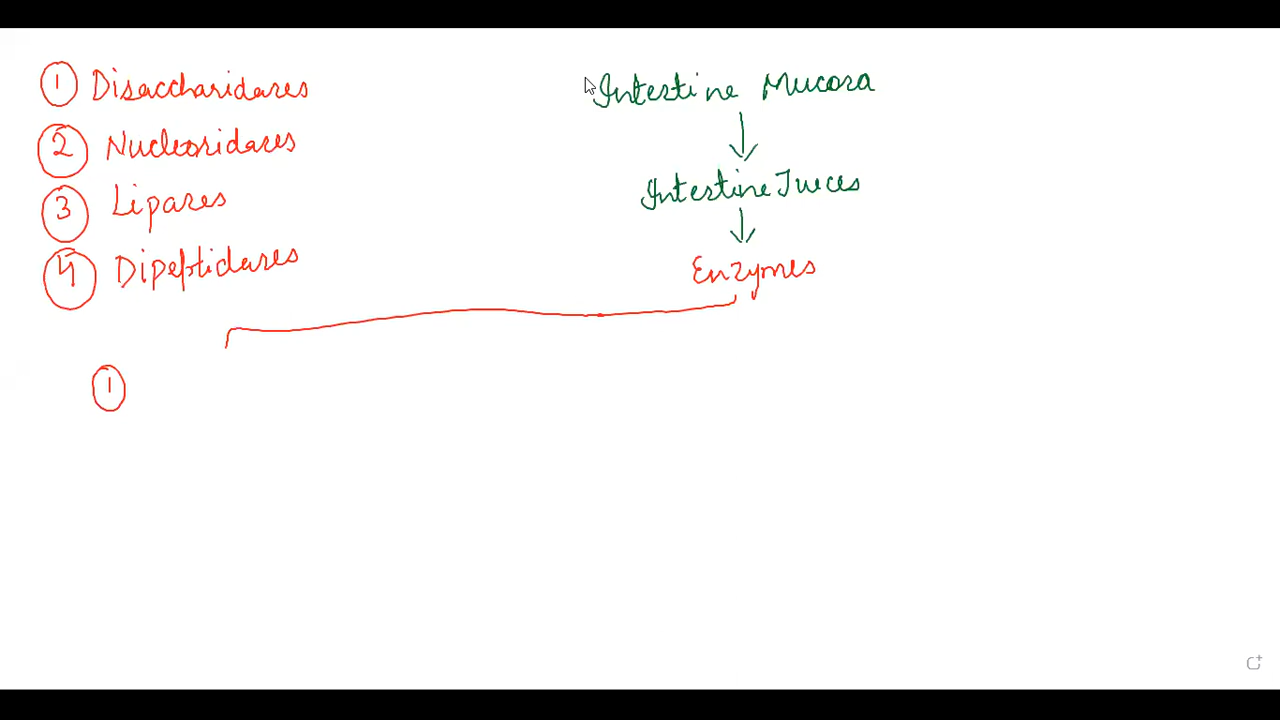 ① Disaccharidases
② Nucleosidases
③ Lipases
④ Dipeptidases
Intestine Mucosa
↓
Intestine Juices
↓
Enzymes
①